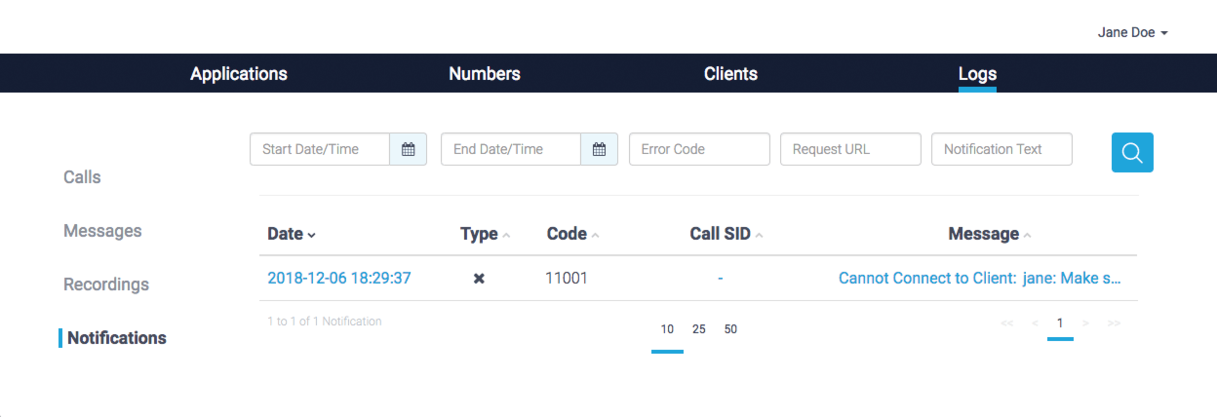 Jane Doe
Applications Numbers Clients Logs
Start Date/Time End Date/Time Error Code Request URL Notification Text
Calls
Messages
Recordings
Notifications
Date Type Code Call SID Message
2018-12-06 18:29:37 11001 - Cannot Connect to Client: jane: Make s...
1 to 1 of 1 Notification 10 25 50 << < 1 > >>